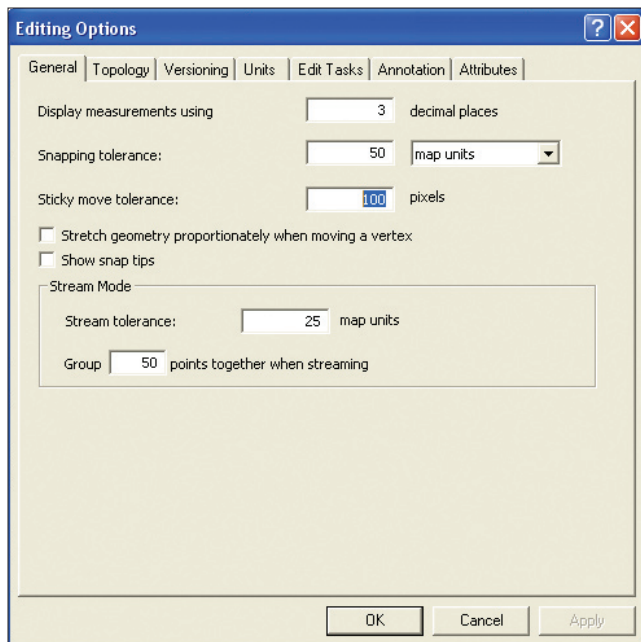 Editing Options
General Topology Versioning Units Edit Tasks Annotation Attributes
Display measurements using 3 decimal places
Snapping tolerance: 50 map units
Sticky move tolerance: 100 pixels
Stretch geometry proportionately when moving a vertex
Show snap tips
Stream Mode
Stream tolerance: 25 map units
Group 50 points together when streaming
OK Cancel Apply